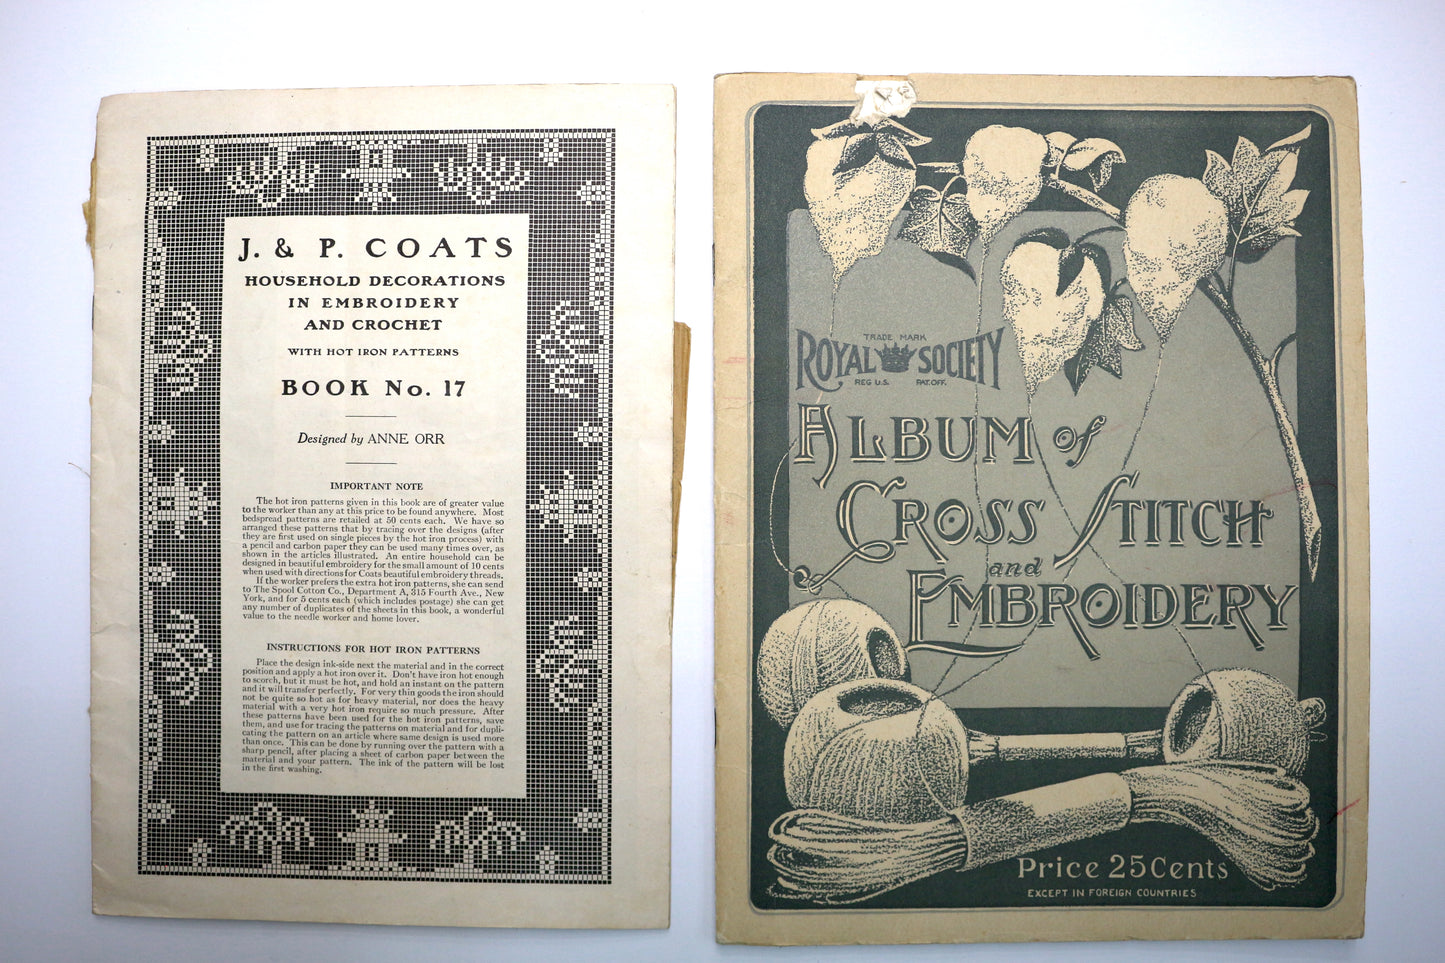 J. & P. COATS
HOUSEHOLD DECORATIONS
IN EMBROIDERY
AND CROCHET
WITH HOT IRON PATTERNS
BOOK No. 17
Designed by ANNE ORR
IMPORTANT NOTE
The hot iron patterns given in this book are of greater value
to the worker than any at this price to be found anywhere. Most
bedspread patterns are retailed at 50 cents each. We have so
arranged these patterns that by tracing over the designs (after
they are first used on single pieces by the hot iron process) with
a pencil and carbon paper they can be used many times over, as
shown in the articles illustrated. An entire household can be
designed in beautiful embroidery for the small amount of 10 cents
when used with directions for Coats beautiful embroidery threads.
If the worker prefers the extra hot iron patterns, she can send
to The Spool Cotton Co., Department A, 315 Fourth Ave., New
York, and for 5 cents each (which includes postage) she can get
any number of duplicates of the sheets in this book, a wonderful
value to the needle worker and home lover.
INSTRUCTIONS FOR HOT IRON PATTERNS
Place the design ink-side next the material and in the correct
position and apply a hot iron over it. Don't have iron hot enough
to scorch, but it must be hot, and hold an instant on the pattern
and it will transfer perfectly. For very thin goods the iron should
not be quite so hot as for heavy material, nor does the heavy
material with a very hot iron require so much pressure. After
these patterns have been used for the hot iron patterns, save
them, and use for tracing the patterns on material and for dupli-
cating the pattern on an article where same design is used more
than once. This can be done by running over the pattern with a
sharp pencil, after placing a sheet of carbon paper between the
material and your pattern. The ink of the pattern will be lost
in the first washing.
TRADE MARK
ROYAL SOCIETY
REG U.S. PAT. OFF.
ALBUM of
CROSS STITCH
and
EMBROIDERY
Price 25 Cents
EXCEPT IN FOREIGN COUNTRIES